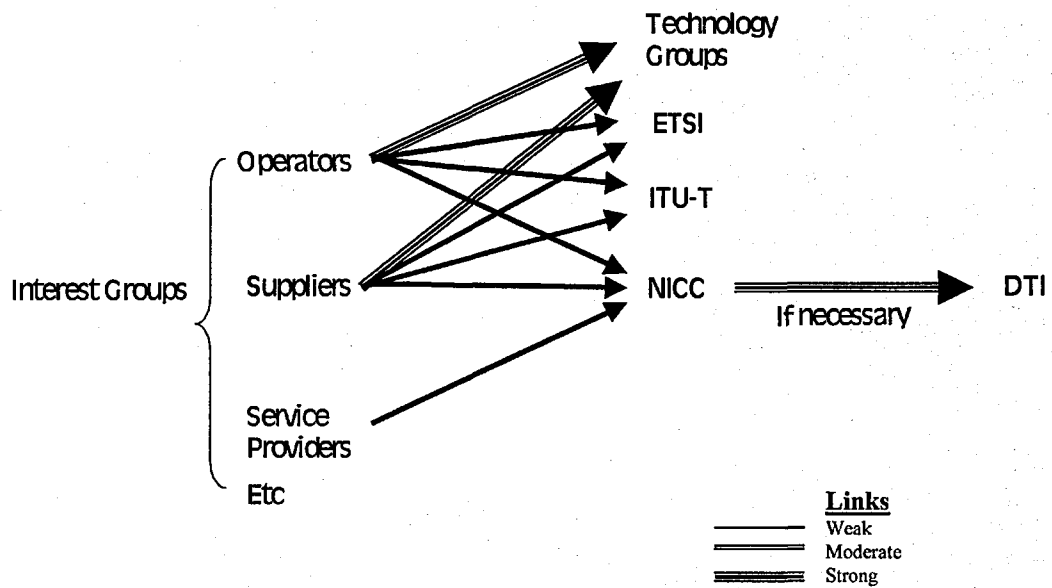 Technology
Groups
ETSI
Operators
ITU-T
Interest Groups
Suppliers
NICC
DTI
If necessary
Service
Providers
Etc
Links
Weak
Moderate
Strong